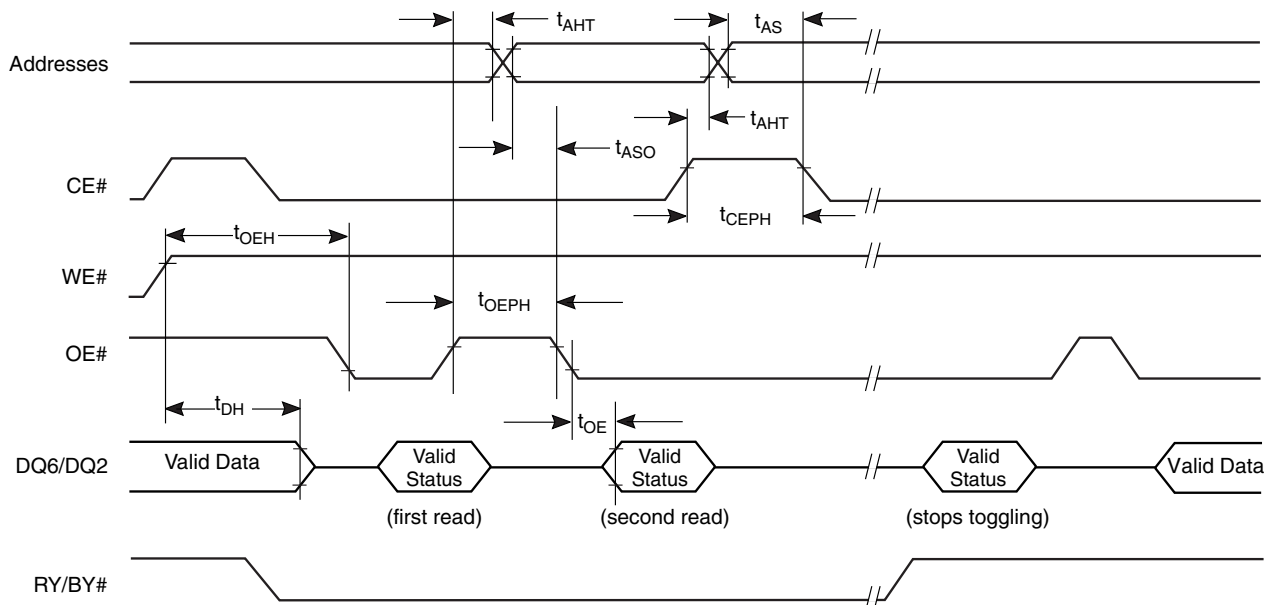 tAHT
tAS
Addresses
tAHT
tASO
CE#
tCEPH
tOEH
WE#
tOEPH
OE#
tDH
tOE
DQ6/DQ2
Valid Data
Valid
Status
Valid
Status
Valid
Status
Valid Data
(first read)
(second read)
(stops toggling)
RY/BY#